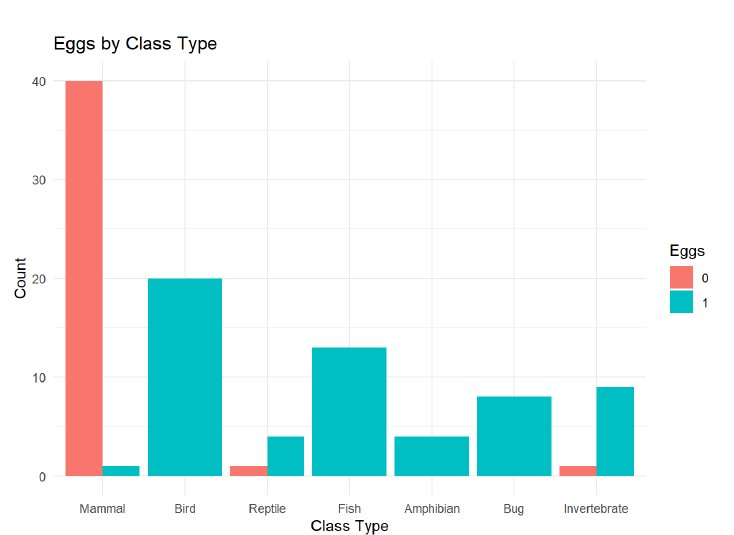 Eggs by Class Type
Count
40
30
20
10
0
Mammal Bird Reptile Fish Amphibian Bug Invertebrate
Class Type
Eggs
0
1